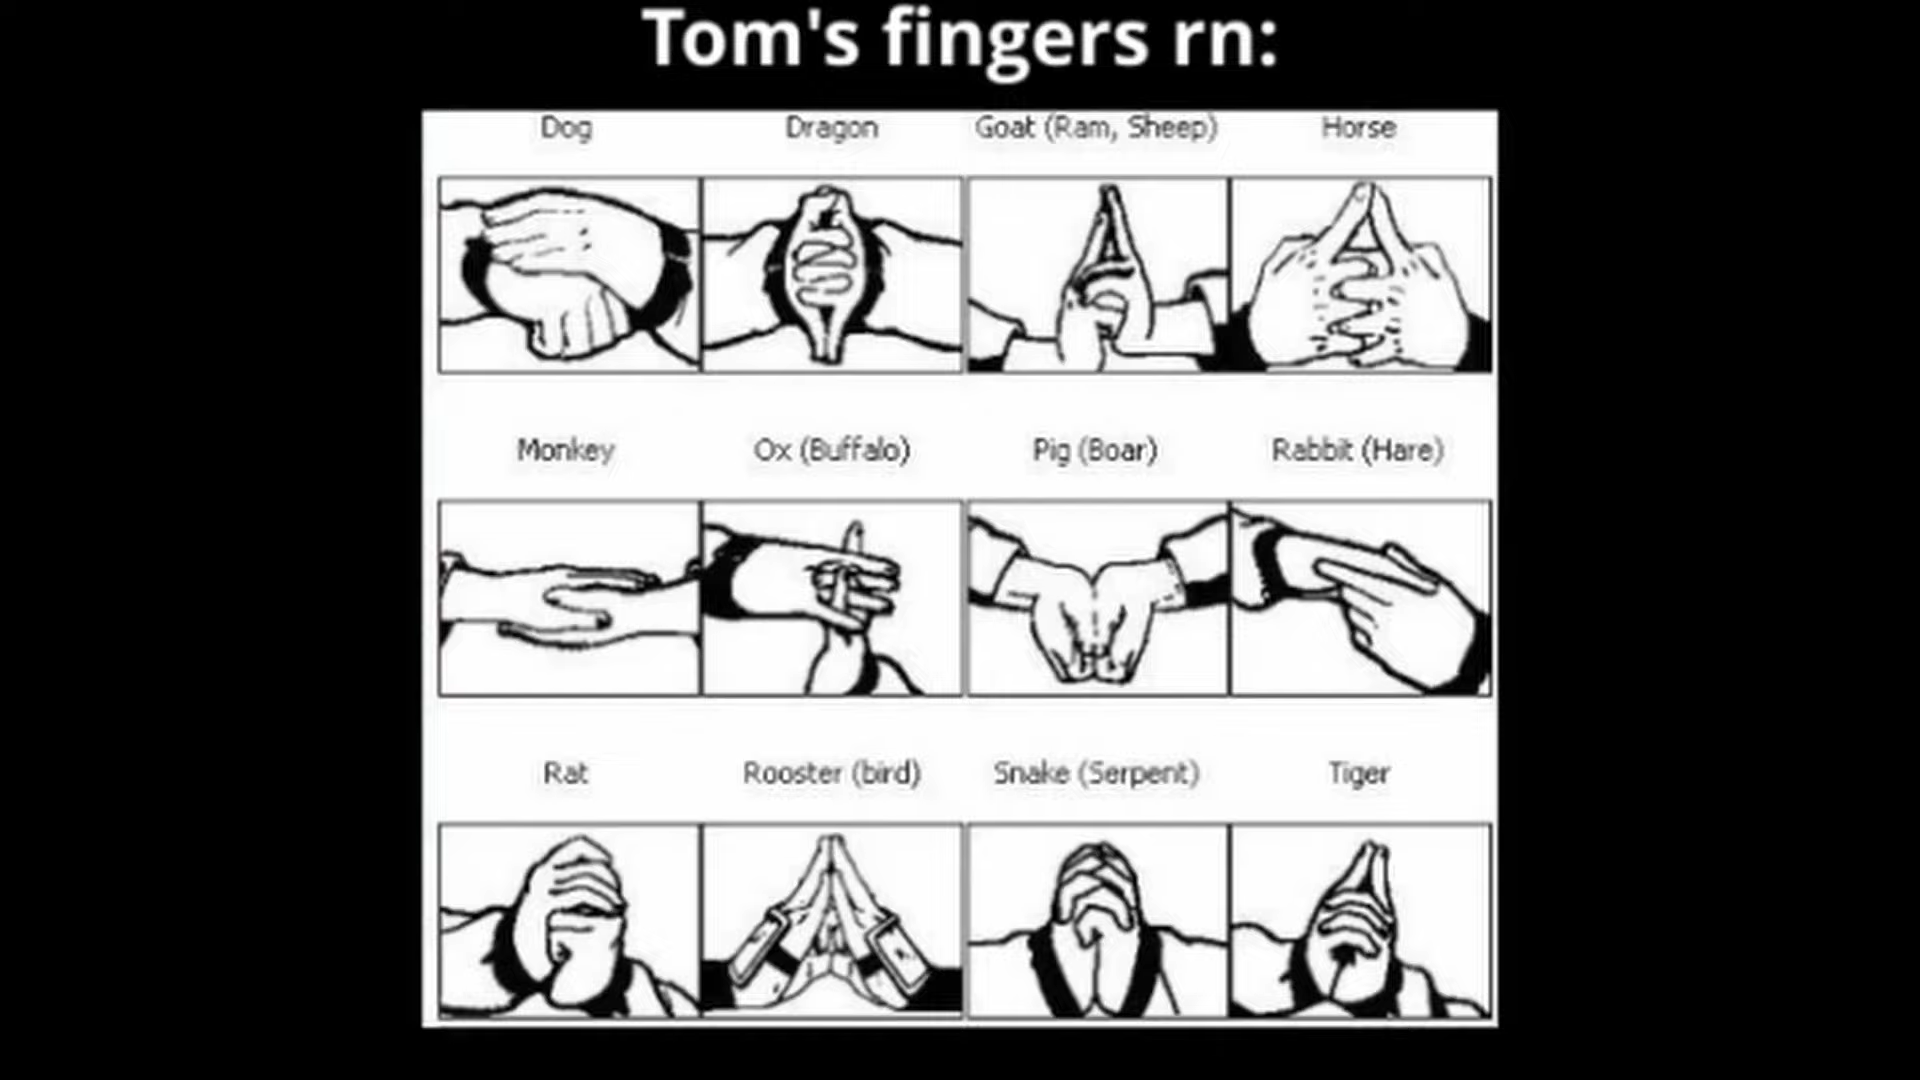 Tom's fingers rn:
Dog Dragon Goat (Ram, Sheep) Horse
Monkey Ox (Buffalo) Pig (Boar) Rabbit (Hare)
Rat Rooster (bird) Snake (Serpent) Tiger